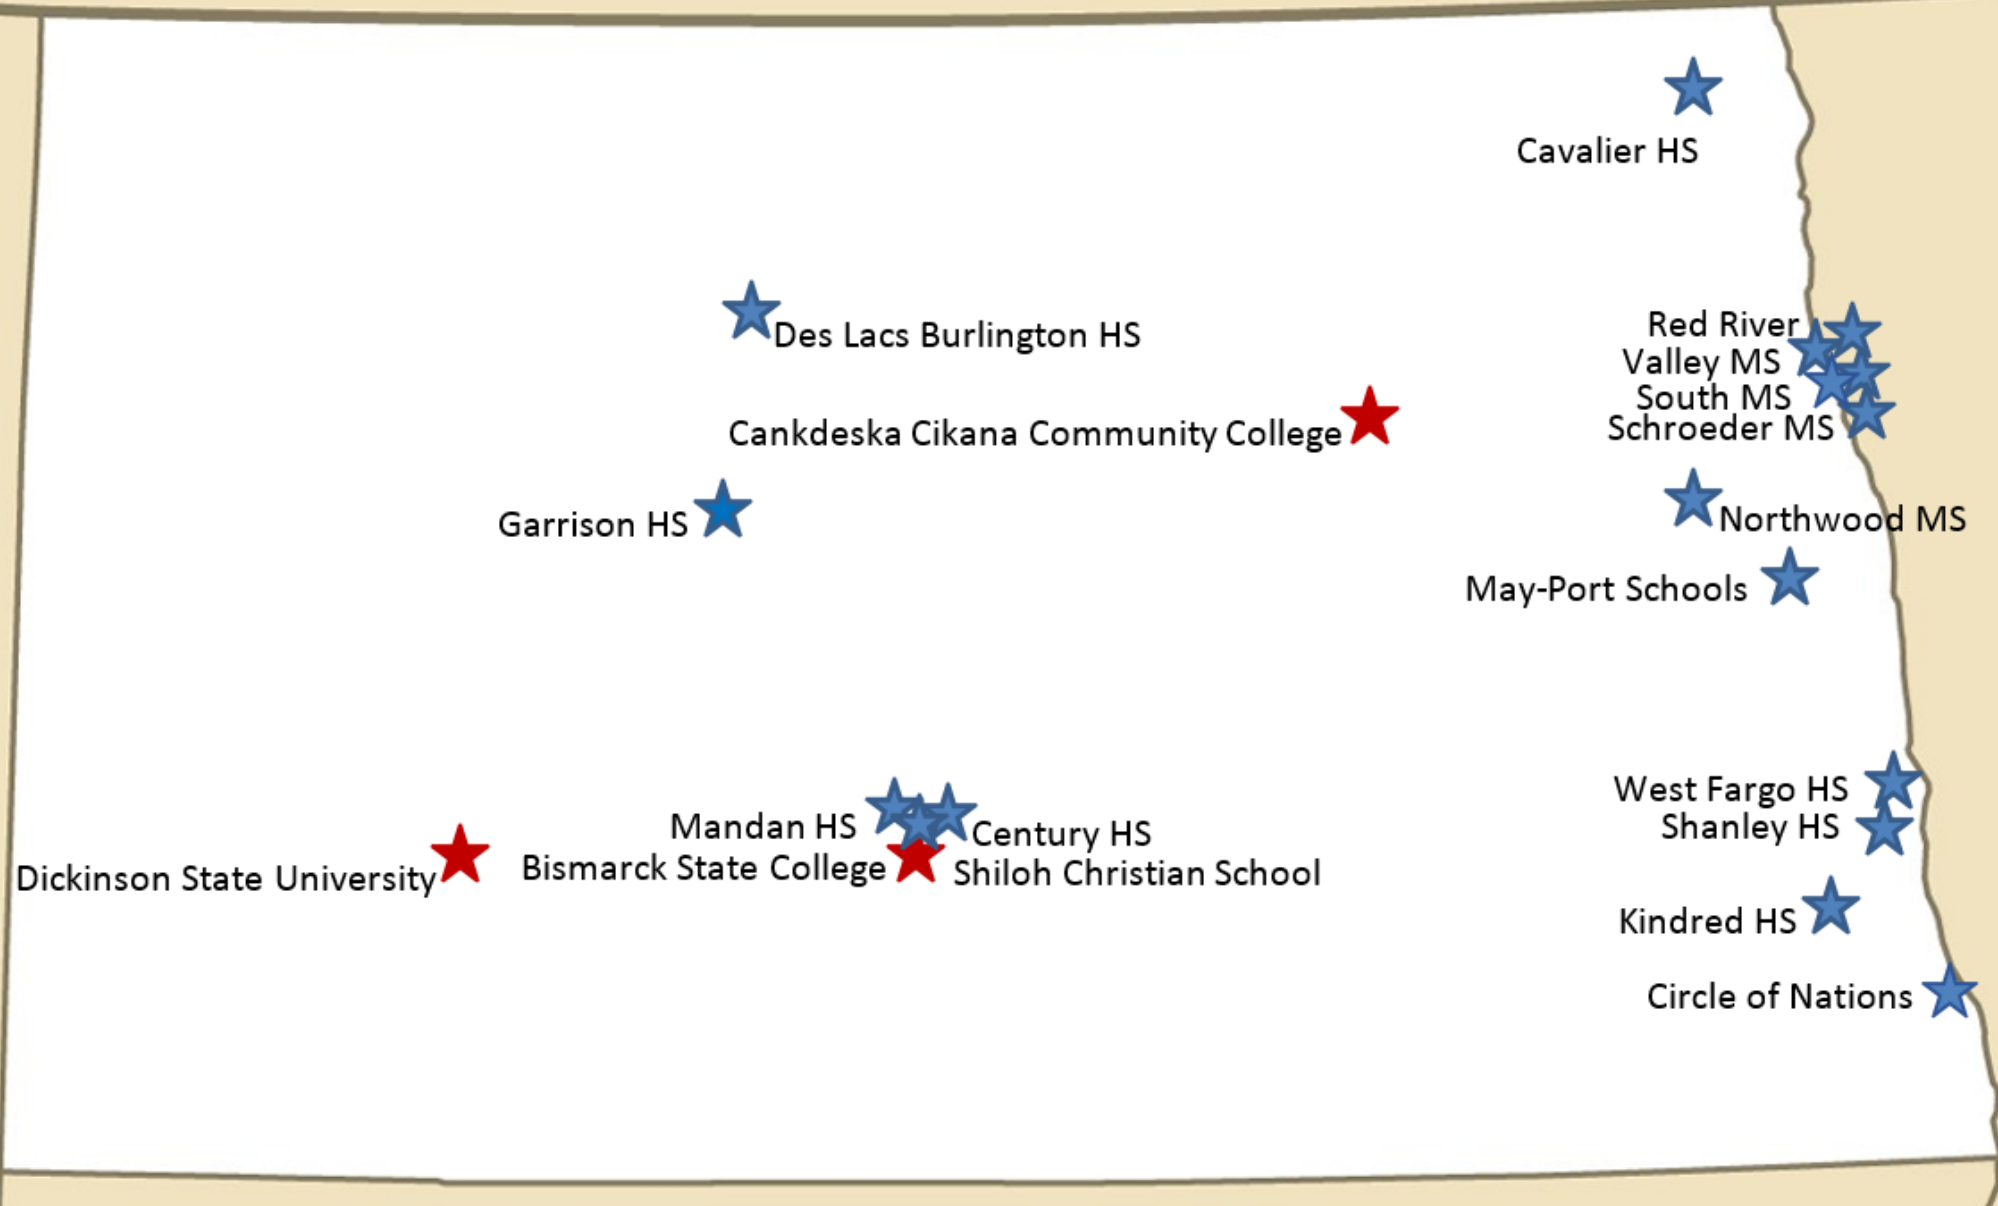 Cavalier HS
Red River
Des Lacs Burlington HS
Valley MS
South MS
Schroeder MS
Cankdeska Cikana Community College
Garrison HS
Northwood MS
May-Port Schools
West Fargo HS
Shanley HS
Mandan HS
Century HS
Bismarck State College
Shiloh Christian School
Dickinson State University
Kindred HS
Circle of Nations